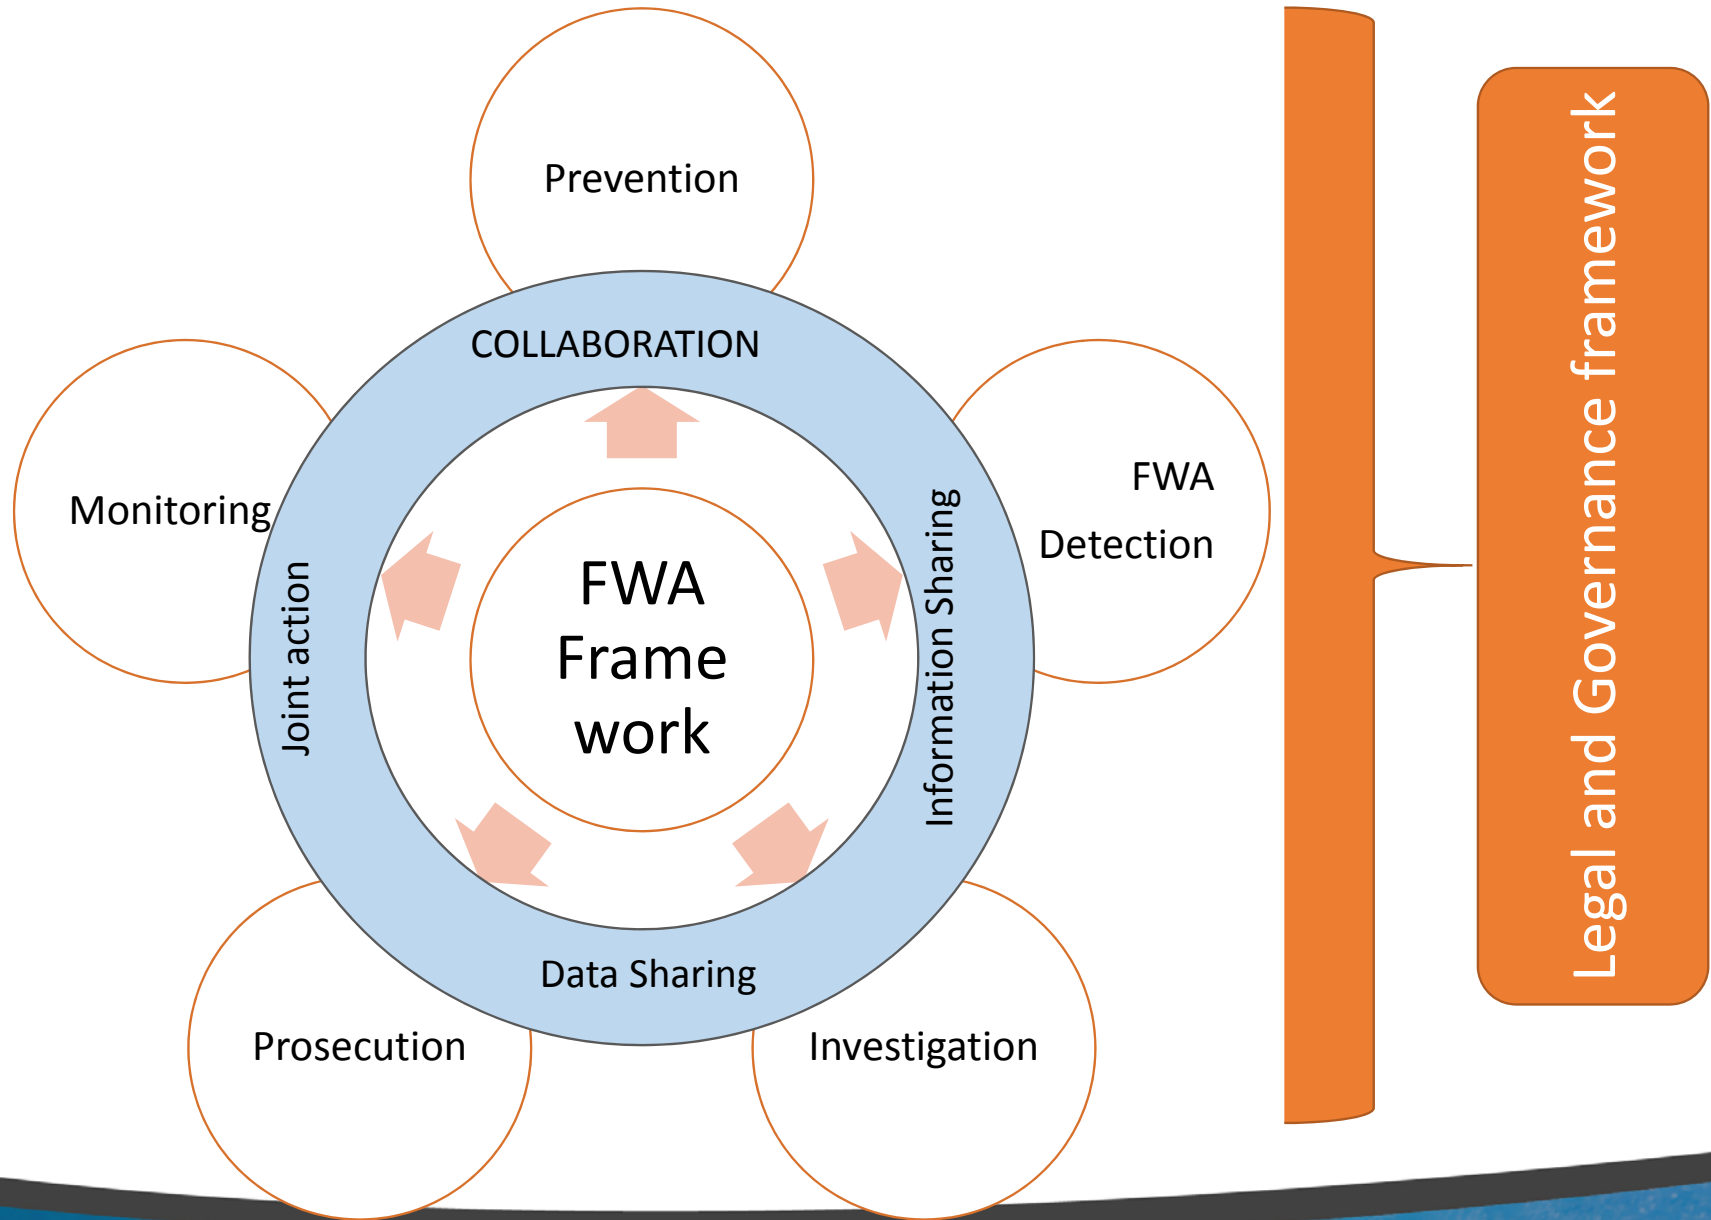 Prevention
COLLABORATION
Monitoring
FWA
Detection
Joint action
FWA
Frame
work
Information Sharing
Data Sharing
Prosecution
Investigation
Legal and Governance framework